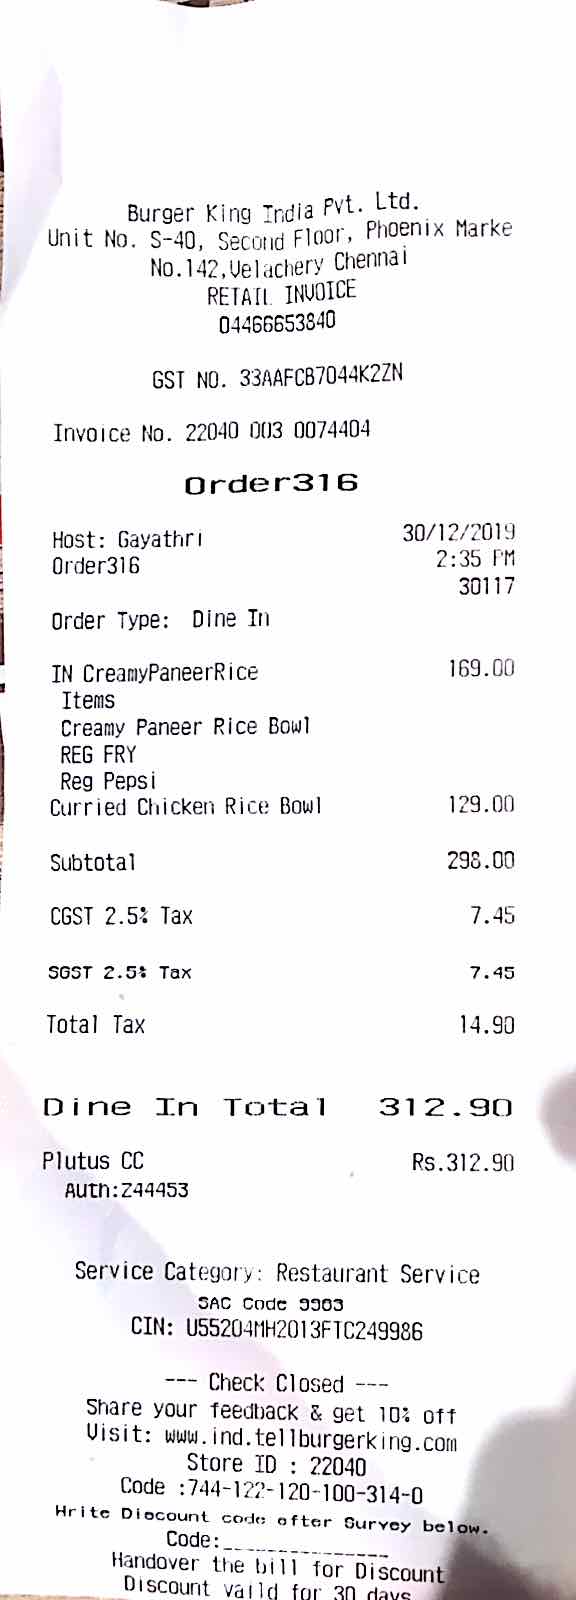 Burger King India Pvt. Ltd.
Unit No. S-40, Second Floor, Phoenix Marke
No.142,Velachery Chennai
RETAIL INVOICE
04466653840
GST NO. 33AAFCB7044K2ZN
Invoice No. 22040 003 0074404
Order316
Host: Gayathri 30/12/2019
Order316 2:35 PM
30117
Order Type: Dine In
IN CreamyPaneerRice 169.00
Items
Creamy Paneer Rice Bowl
REG FRY
Reg Pepsi
Curried Chicken Rice Bowl 129.00
Subtotal 298.00
CGST 2.5% Tax 7.45
SGST 2.5% Tax 7.45
Total Tax 14.90
Dine In Total 312.90
Plutus CC Rs.312.90
Auth:Z44453
Service Category: Restaurant Service
SAC Code 9963
CIN: U55204MH2013FTC249986
--- Check Closed ---
Share your feedback & get 10% off
Visit: www.ind.tellburgerking.com
Store ID : 22040
Code :744-122-120-100-314-0
Write Discount code after Survey below.
Code:_______________
Handover the bill for Discount
Discount vaild for 30 days